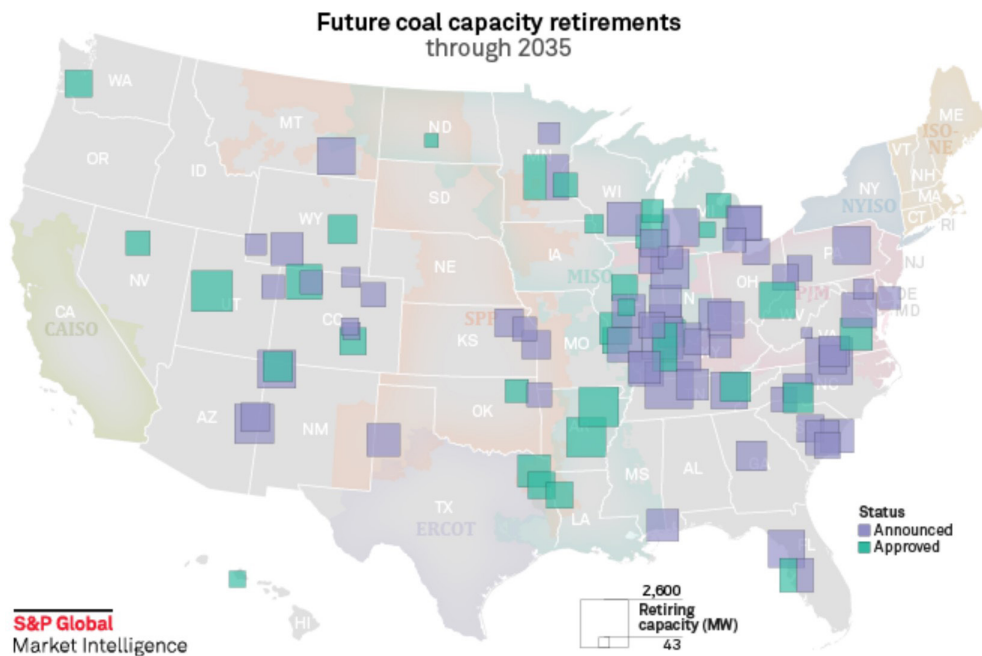 Future coal capacity retirements
through 2035
WA
MT
ND
MN
ME
ISO-
NE
VT
NH
MA
CT
RI
OR
ID
SD
WI
NY
NYISO
WY
IA
MISO
NE
PA
NJ
OH
PJM
DE
MD
NV
UT
CO
CA
CAISO
SPP
KS
MO
IN
WV
VA
KY
NC
AZ
NM
OK
AR
MS
AL
GA
TX
ERCOT
LA
FL
HI
Status
Announced
Approved
2,600
Retiring
capacity (MW)
43
S&P Global
Market Intelligence